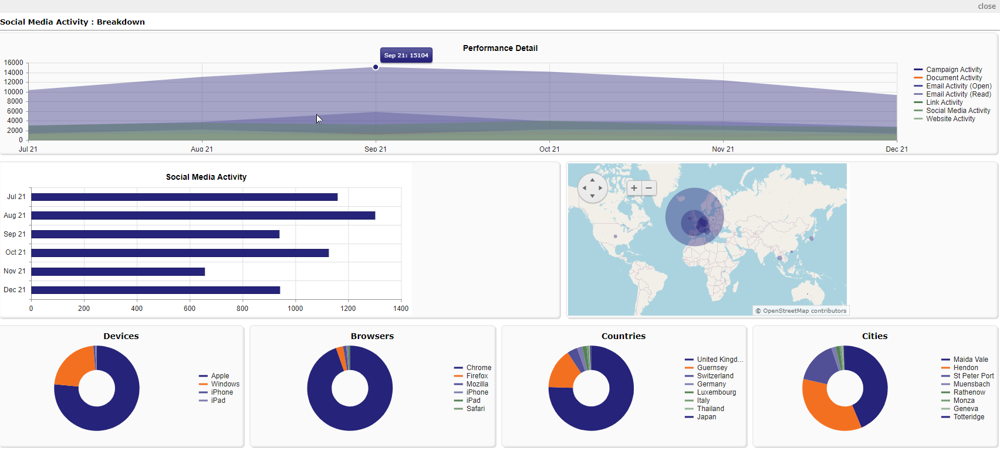 close
Social Media Activity : Breakdown
Performance Detail
Sep 21: 15104
16000
14000
12000
10000
8000
6000
4000
2000
0
Jul 21
Aug 21
Sep 21
Oct 21
Nov 21
Dec 21
Campaign Activity
Document Activity
Email Activity (Open)
Email Activity (Read)
Link Activity
Social Media Activity
Website Activity
Social Media Activity
Jul 21
Aug 21
Sep 21
Oct 21
Nov 21
Dec 21
0
200
400
600
800
1000
1200
1400
+
−
© OpenStreetMap contributors
Devices
Apple
Windows
iPhone
iPad
Browsers
Chrome
Firefox
Mozilla
iPhone
iPad
Safari
Countries
United Kingd...
Guernsey
Switzerland
Germany
Luxembourg
Italy
Thailand
Japan
Cities
Maida Vale
Hendon
St Peter Port
Muensbach
Rathenow
Monza
Geneva
Totteridge